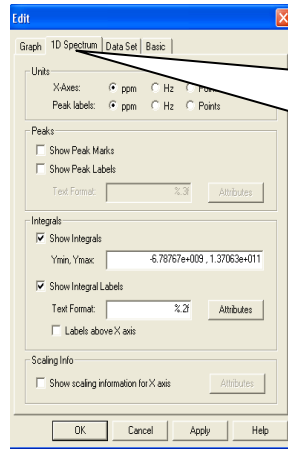 Edit
Graph 1D Spectrum Data Set Basic
Units
X-Axes: ppm Hz Points
Peak labels: ppm Hz Points
Peaks
Show Peak Marks
Show Peak Labels
Text Format: %.3f Attributes
Integrals
Show Integrals
Ymin, Ymax: -6.78767e+009 , 1.37063e+011
Show Integral Labels
Text Format: %.2f Attributes
Labels above X axis
Scaling Info
Show scaling information for X axis Attributes
OK Cancel Apply Help